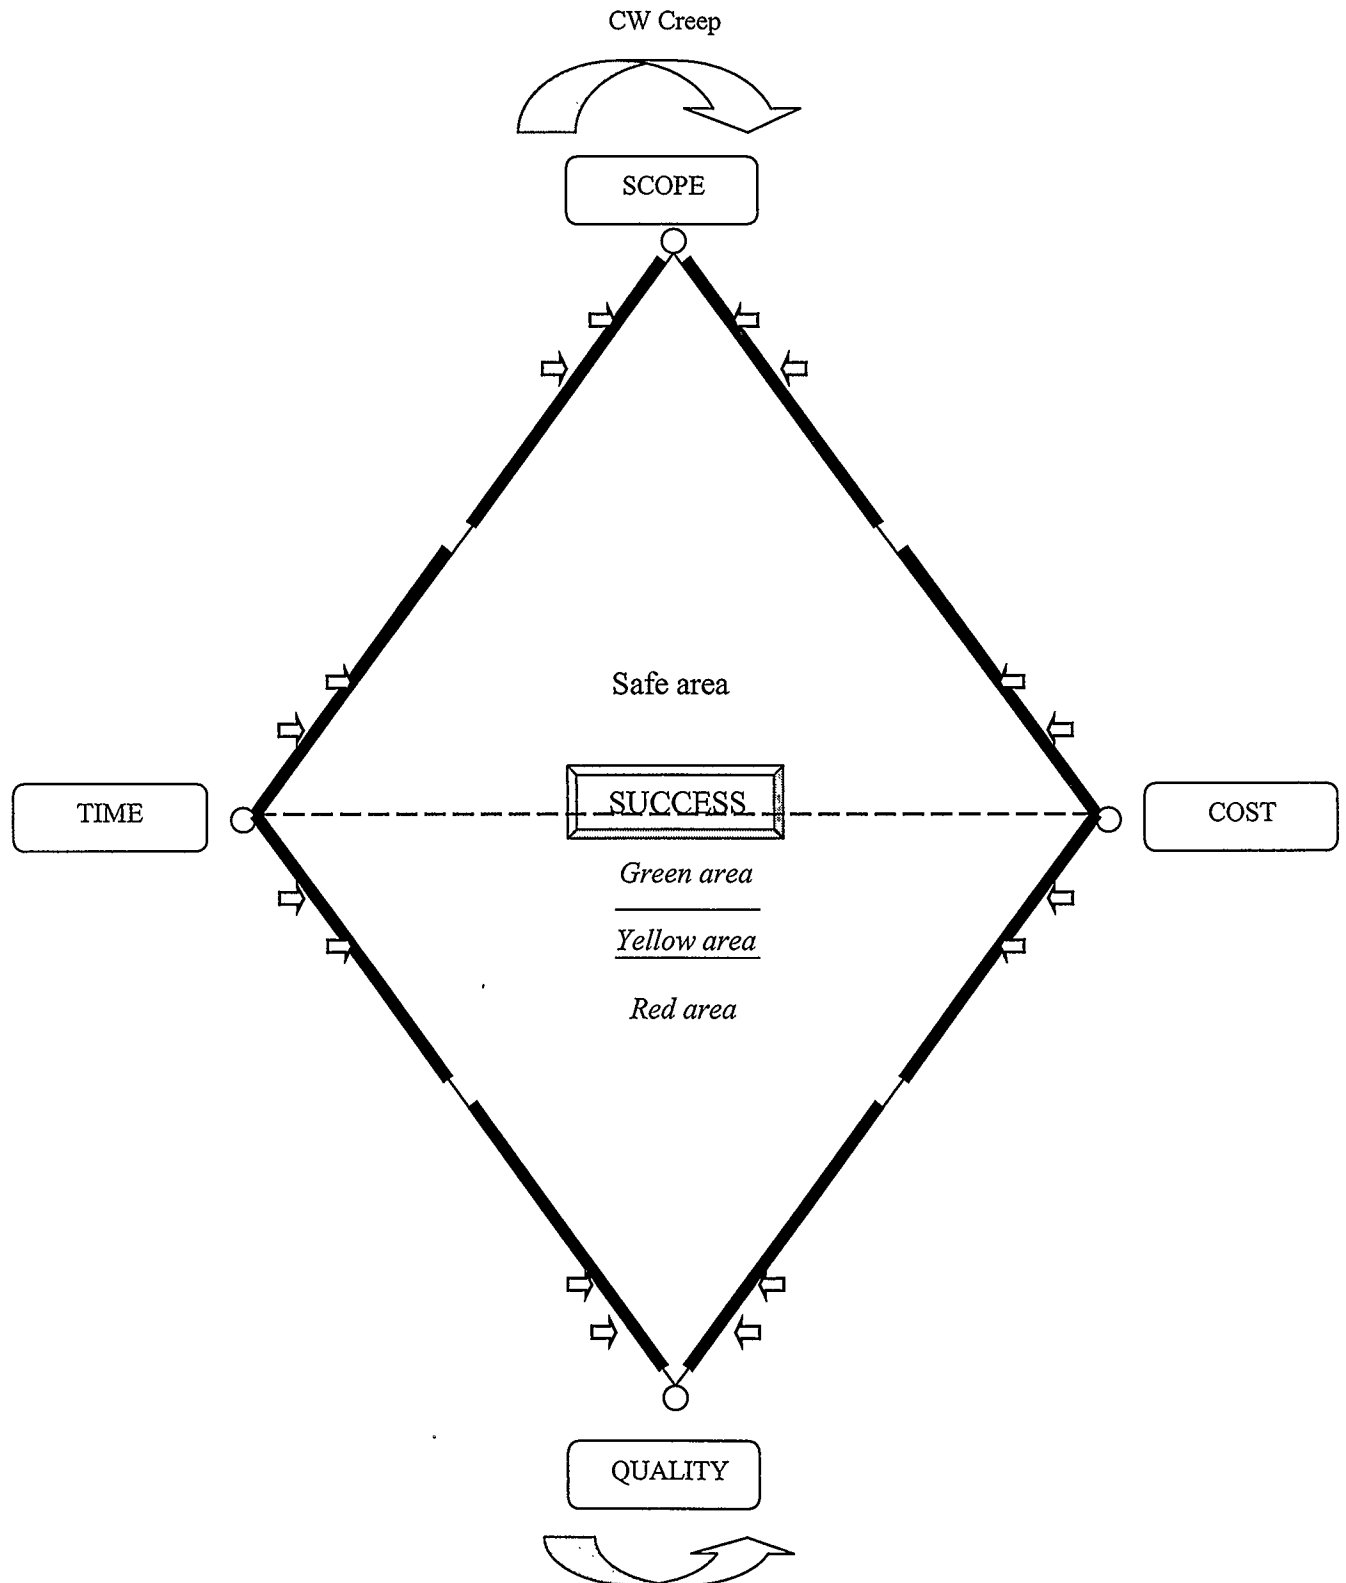 CW Creep
SCOPE
Safe area
SUCCESS
TIME
COST
Green area
Yellow area
Red area
QUALITY